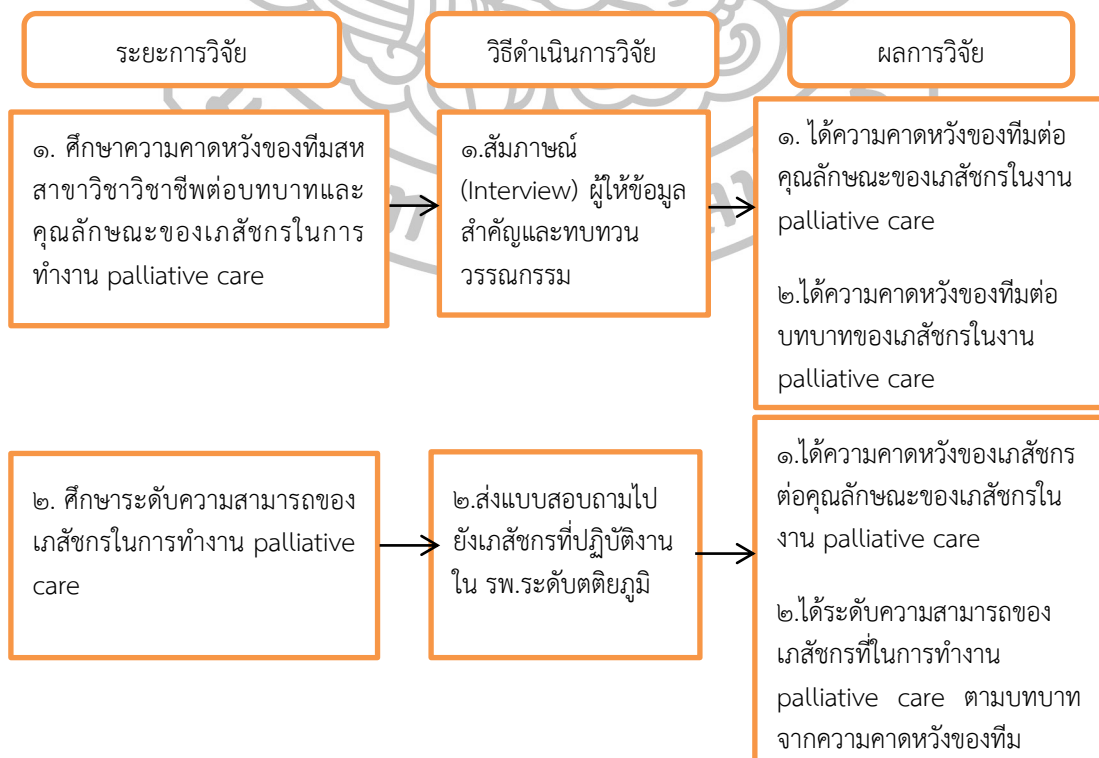 ระยะการวิจัย
วิธีดำเนินการวิจัย
ผลการวิจัย
๑. ศึกษาความคาดหวังของทีมสห
สาขาวิชาวิชาชีพต่อบทบาทและ
คุณลักษณะของเภสัชกรในการ
ทำงาน palliative care
๑.สัมภาษณ์
(Interview) ผู้ให้ข้อมูล
สำคัญและทบทวน
วรรณกรรม
๑. ได้ความคาดหวังของทีมต่อ
คุณลักษณะของเภสัชกรในงาน
palliative care
๒.ได้ความคาดหวังของทีมต่อ
บทบาทของเภสัชกรในงาน
palliative care
๒. ศึกษาระดับความสามารถของ
เภสัชกรในการทำงาน palliative
care
๒.ส่งแบบสอบถามไป
ยังเภสัชกรที่ปฏิบัติงาน
ใน รพ.ระดับตติยภูมิ
๑.ได้ความคาดหวังของเภสัชกร
ต่อคุณลักษณะของเภสัชกรใน
งาน palliative care
๒.ได้ระดับความสามารถของ
เภสัชกรที่ในการทำงาน
palliative care ตามบทบาท
จากความคาดหวังของทีม